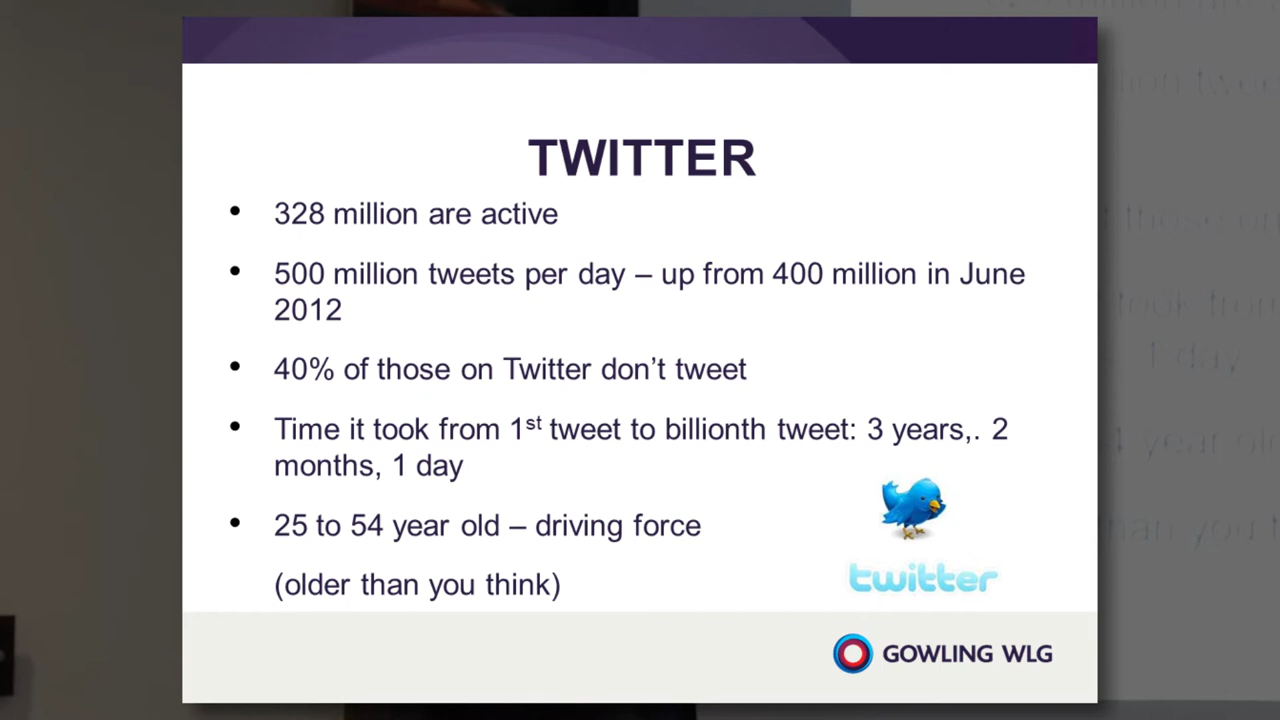 TWITTER
• 328 million are active
• 500 million tweets per day – up from 400 million in June
2012
• 40% of those on Twitter don’t tweet
• Time it took from 1st tweet to billionth tweet: 3 years,. 2
months, 1 day
• 25 to 54 year old – driving force
(older than you think)
twitter
GOWLING WLG